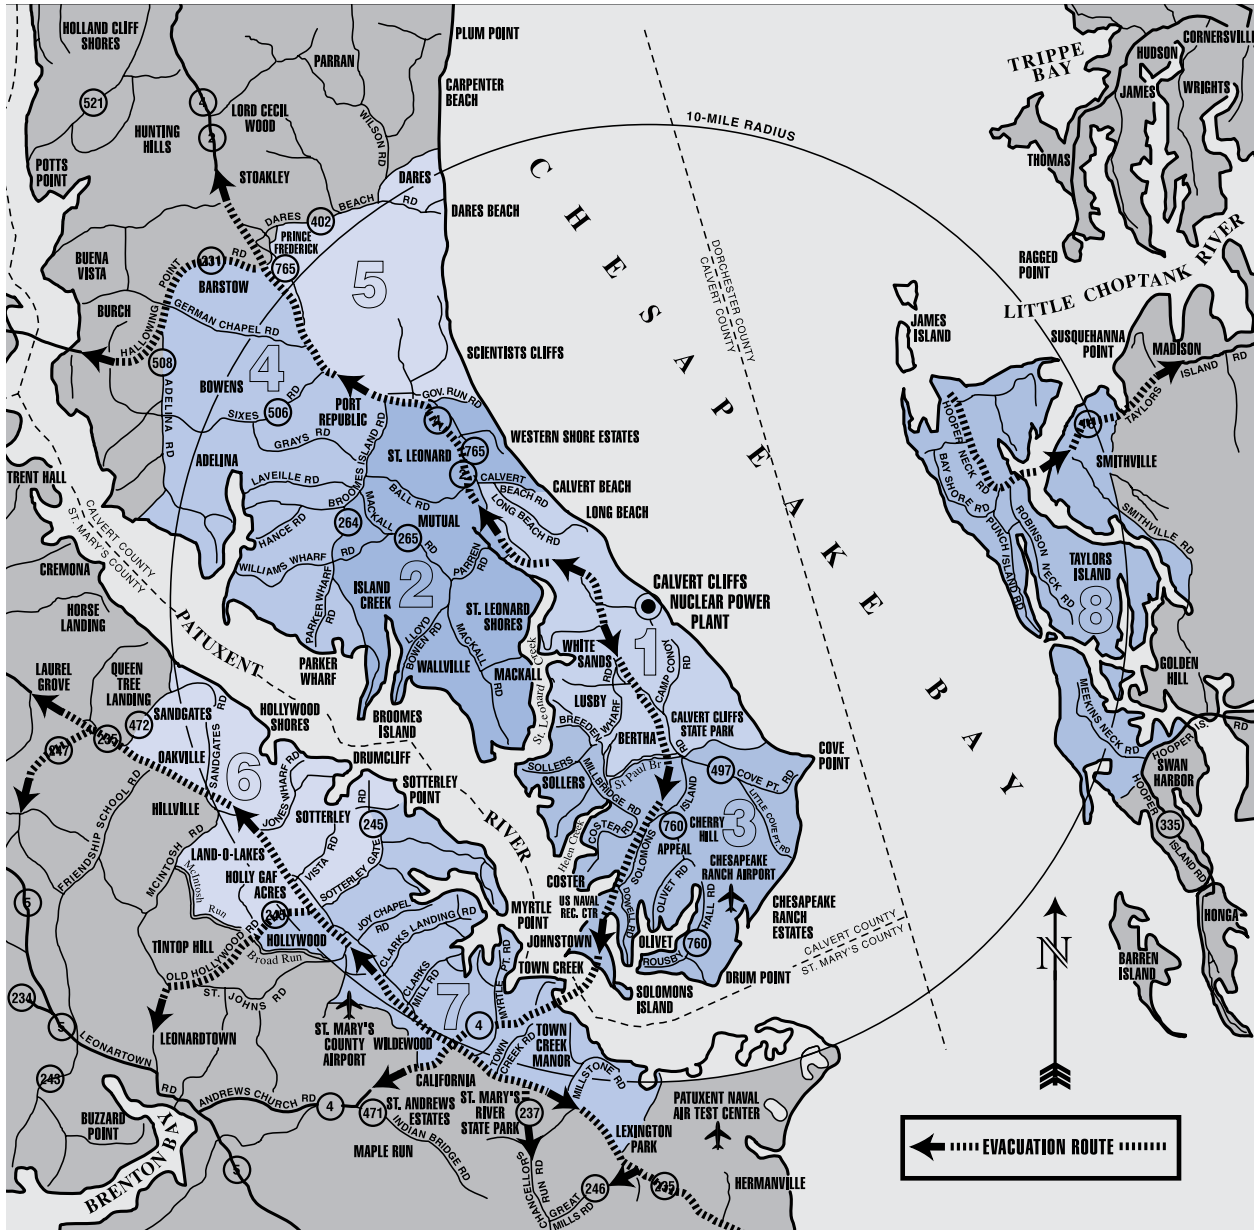 HOLLAND CLIFF
SHORES
PLUM POINT
PARRAN
CARPENTER
BEACH
521
4
LORD CECIL
WOOD
WILSON RD
HUNTING
HILLS
2
POTTS
POINT
STOAKLEY
DARES
DARES BEACH RD
402
DARES BEACH
PRINCE
FREDERICK
765
BUENA
VISTA
231
BARSTOW
HALLOWING POINT RD
BURCH
GERMAN CHAPEL RD
5
4
508
ADELINA RD
BOWENS
SIXES RD
506
GRAYS RD
PORT
REPUBLIC
SCIENTISTS CLIFFS
GOV. RUN RD
WESTERN SHORE ESTATES
765
ST. LEONARD
CALVERT
BEACH RD
LONG BEACH RD
CALVERT BEACH
LONG BEACH
ADELINA
LAVEILLE RD
BROOMES ISLAND RD
BALL RD
MACKALL RD
MUTUAL
264
265
HANCE RD
WILLIAMS WHARF RD
PARKER WHARF
RD
PARREN
RD
ISLAND
CREEK
2
LLOYD
BOWEN RD
WALLVILLE
MACKALL
RD
ST. LEONARD
SHORES
MACKALL
St. Leonard Creek
PARKER
WHARF
BROOMES
ISLAND
TRENT HALL
CALVERT COUNTY
ST. MARY'S COUNTY
CREMONA
HORSE
LANDING
PATUXENT
RIVER
LAUREL
GROVE
QUEEN
TREE
LANDING
472
SANDGATES
HOLLYWOOD
SHORES
DRUMCLIFF
SOTTERLEY
POINT
OAKVILLE
SANDGATES
RD
6
JONES WHARF RD
HILLVILLE
SOTTERLEY
RD
245
VISTA RD
SOTTERLEY GATE
FRIENDSHIP SCHOOL RD
MCINTOSH
RD
McIntosh
Run
LAND-O-LAKES
HOLLY GAF
ACRES
HOLLYWOOD
Broad Run
TINTOP HILL
OLD HOLLYWOOD RD
ST. JOHNS RD
LEONARDTOWN
JOY CHAPEL
RD
CLARKS LANDING RD
CLARKS
MILL RD
MYRTLE PT. RD
MYRTLE
POINT
7
ST. MARY'S
COUNTY
AIRPORT
WILDEWOOD
4
TOWN
CREEK RD
TOWN
CREEK
MANOR
TOWN CREEK
MILLSTONE RD
CALIFORNIA
ST. ANDREWS
ESTATES
ST. MARY'S
RIVER
STATE PARK
237
LEXINGTON
PARK
PATUXENT NAVAL
AIR TEST CENTER
HERMANVILLE
235
246
GREAT
MILLS RD
CHANCELLORS
RUN RD
MAPLE RUN
INDIAN BRIDGE RD
471
4
ANDREWS CHURCH RD
5
234
5
LEONARTOWN
RD
243
BUZZARD
POINT
BRENTON BAY
5
CALVERT CLIFFS
NUCLEAR POWER
PLANT
1
WHITE
SANDS
LUSBY
CAMP CONOY
RD
BREEDEN
WHARF
RD
BERTHA
CALVERT CLIFFS
STATE PARK
COVE
POINT
497
COVE PT. RD
LITTLE COVE PT. RD
SOLLERS
SOLLERS
MILLBRIDGE RD
St Paul Br
Helen Creek
COSTER
RD
COSTER
SOLOMONS ISLAND RD
760
CHERRY
HILL
APPEAL
3
CHESAPEAKE
RANCH AIRPORT
CHESAPEAKE
RANCH
ESTATES
US NAVAL
REC. CTR
DOWELL RD
OLIVET RD
OLIVET
HALL RD
ROUSBY
760
JOHNSTOWN
SOLOMONS
ISLAND
DRUM POINT
CALVERT COUNTY
ST. MARY'S COUNTY
10-MILE RADIUS
DORCHESTER COUNTY
CALVERT COUNTY
CHESAPEAKE BAY
TRIPPE
BAY
CORNERSVILLE
HUDSON
JAMES
WRIGHTS
THOMAS
RAGGED
POINT
LITTLE CHOPTANK RIVER
JAMES
ISLAND
SUSQUEHANNA
POINT
MADISON
TAYLORS ISLAND RD
16
SMITHVILLE
SMITHVILLE RD
HOOPER NECK RD
BAY SHORE RD
PUNCH ISLAND RD
ROBINSON NECK RD
TAYLORS
ISLAND
8
GOLDEN
HILL
MEEKINS NECK RD
HOOPER IS. RD
SWAN
HARBOR
335
HOOPER ISLAND RD
HONGA
BARREN
ISLAND
N
EVACUATION ROUTE